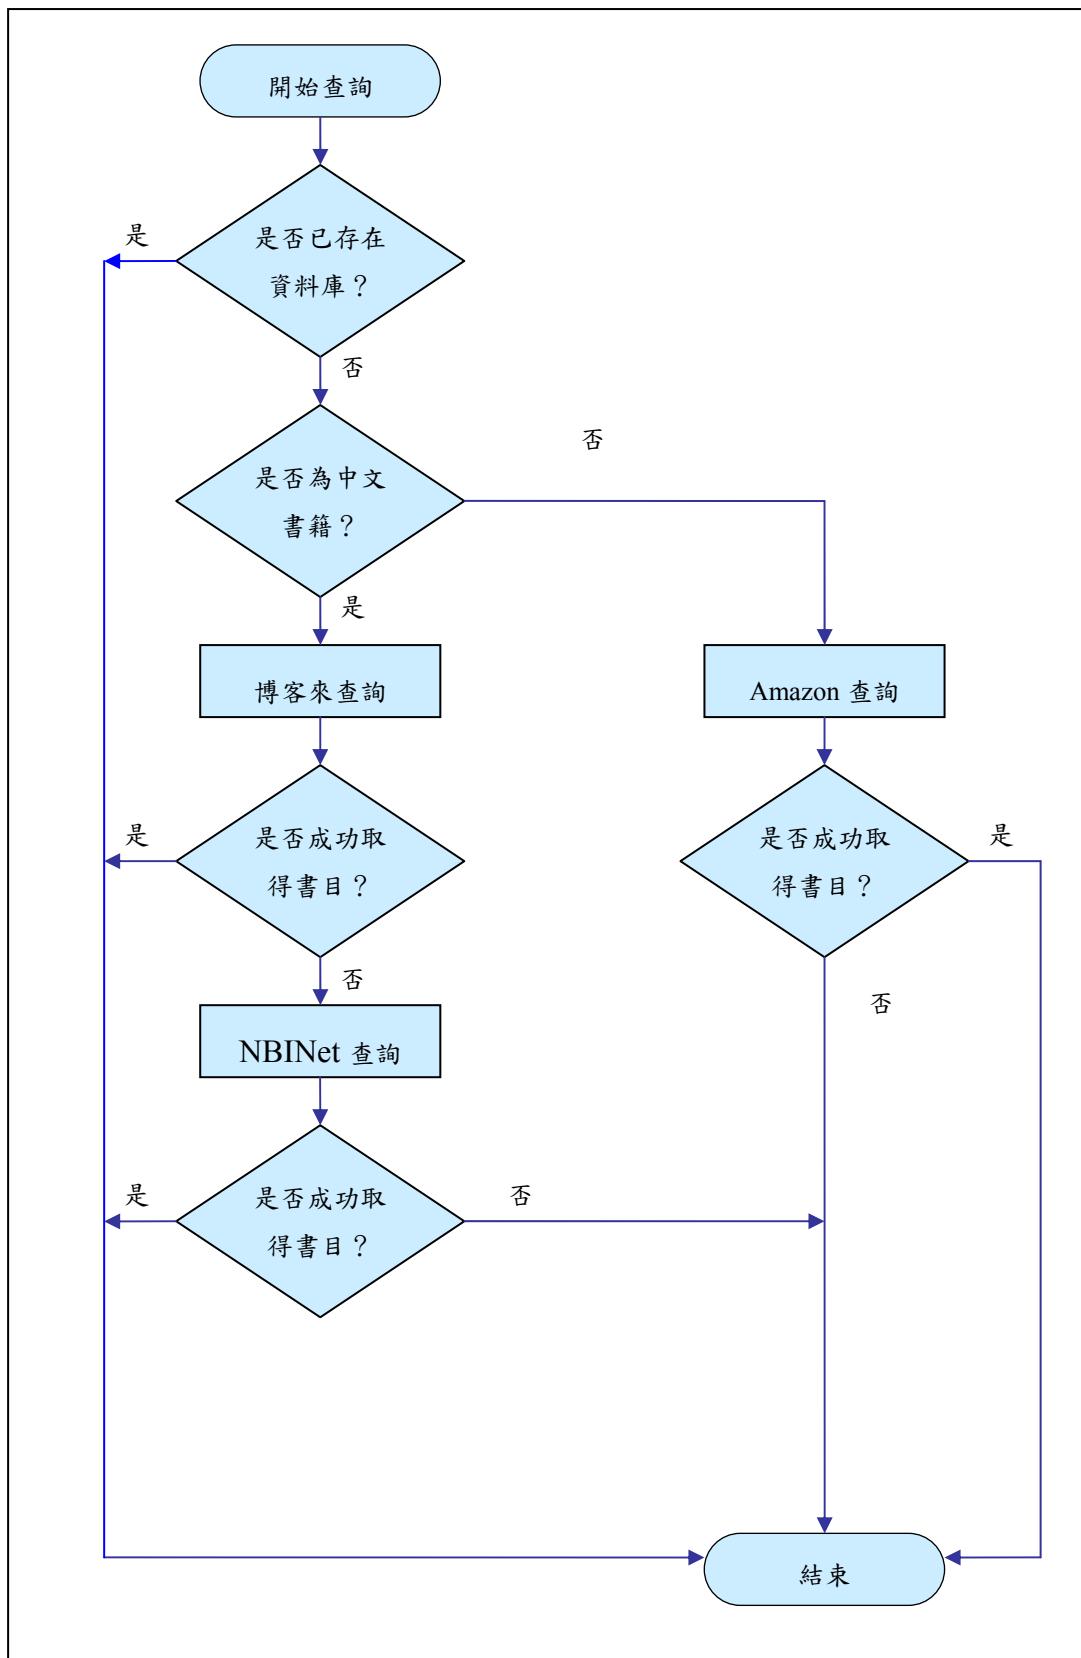 開始查詢
是
是否已存在
資料庫？
否
否
是否為中文
書籍？
是
博客來查詢
Amazon 查詢
是
是否成功取
得書目？
是否成功取
得書目？
是
否
否
NBINet 查詢
是
是否成功取
得書目？
否
結束